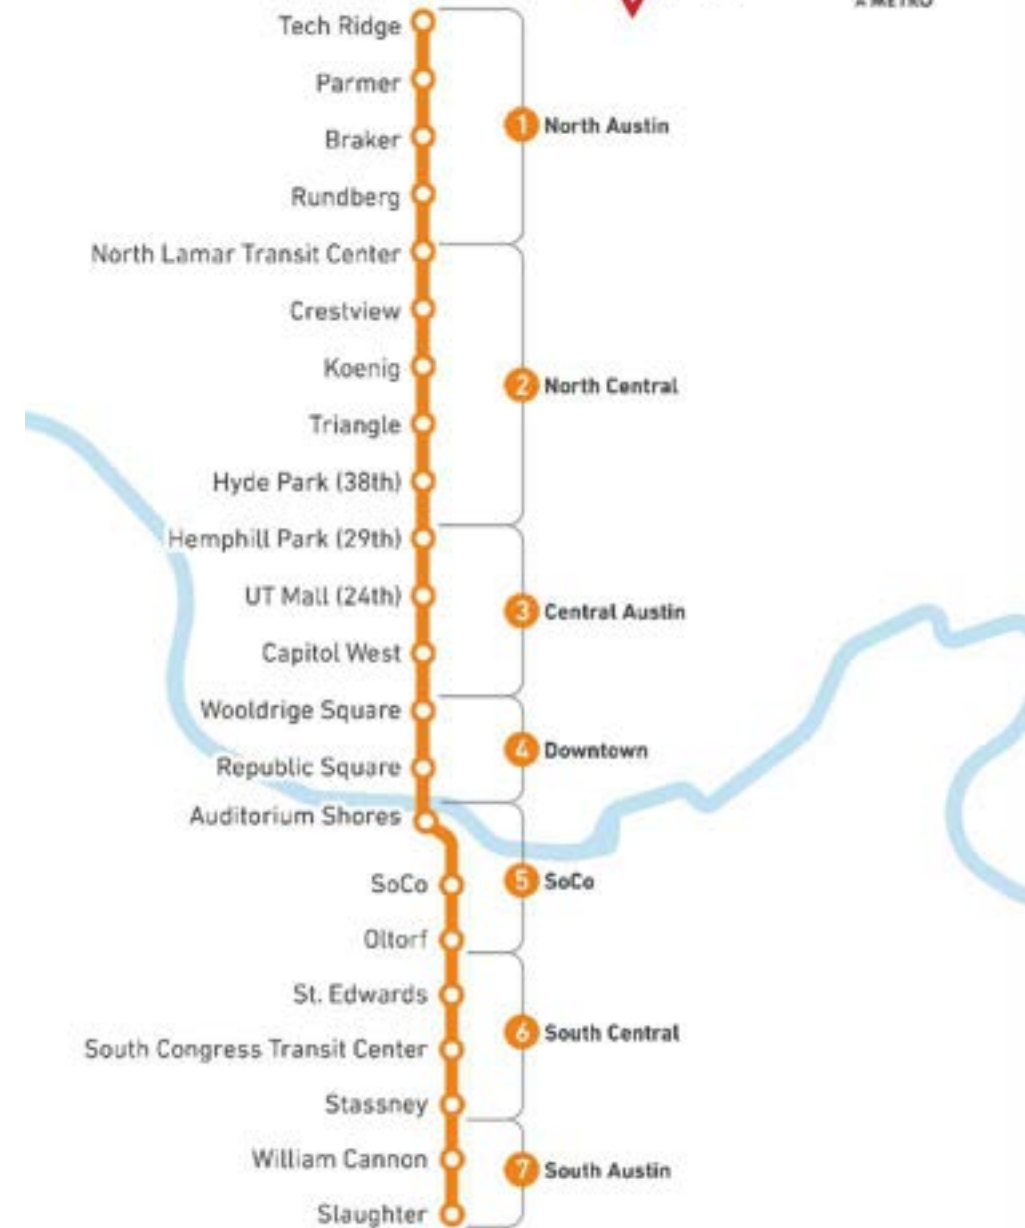 A METRO
Tech Ridge
Parmer
Braker
1 North Austin
Rundberg
North Lamar Transit Center
Crestview
Koenig
2 North Central
Triangle
Hyde Park (38th)
Hemphill Park (29th)
UT Mall (24th)
3 Central Austin
Capitol West
Wooldrige Square
4 Downtown
Republic Square
Auditorium Shores
SoCo
5 SoCo
Oltorf
St. Edwards
6 South Central
South Congress Transit Center
Stassney
William Cannon
7 South Austin
Slaughter